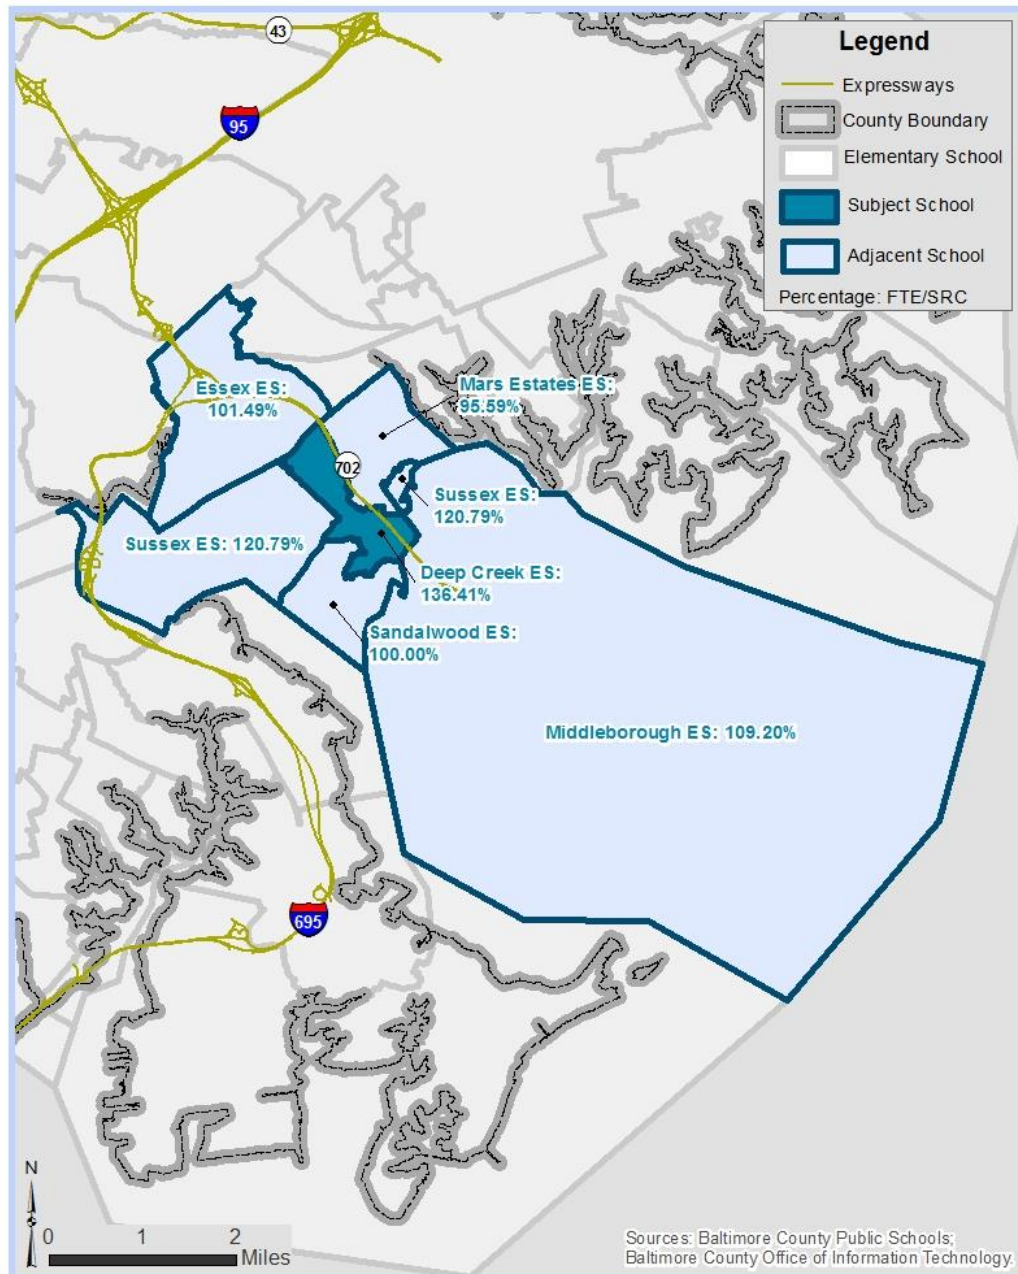 43
Legend
Expressways
County Boundary
Elementary School
Subject School
Adjacent School
Percentage: FTE/SRC
95
Essex ES:
101.49%
Mars Estates ES:
95.59%
702
Sussex ES:
120.79%
Sussex ES: 120.79%
Deep Creek ES:
136.41%
Sandalwood ES:
100.00%
Middleborough ES: 109.20%
695
N
0 1 2
Miles
Sources: Baltimore County Public Schools;
Baltimore County Office of Information Technology.